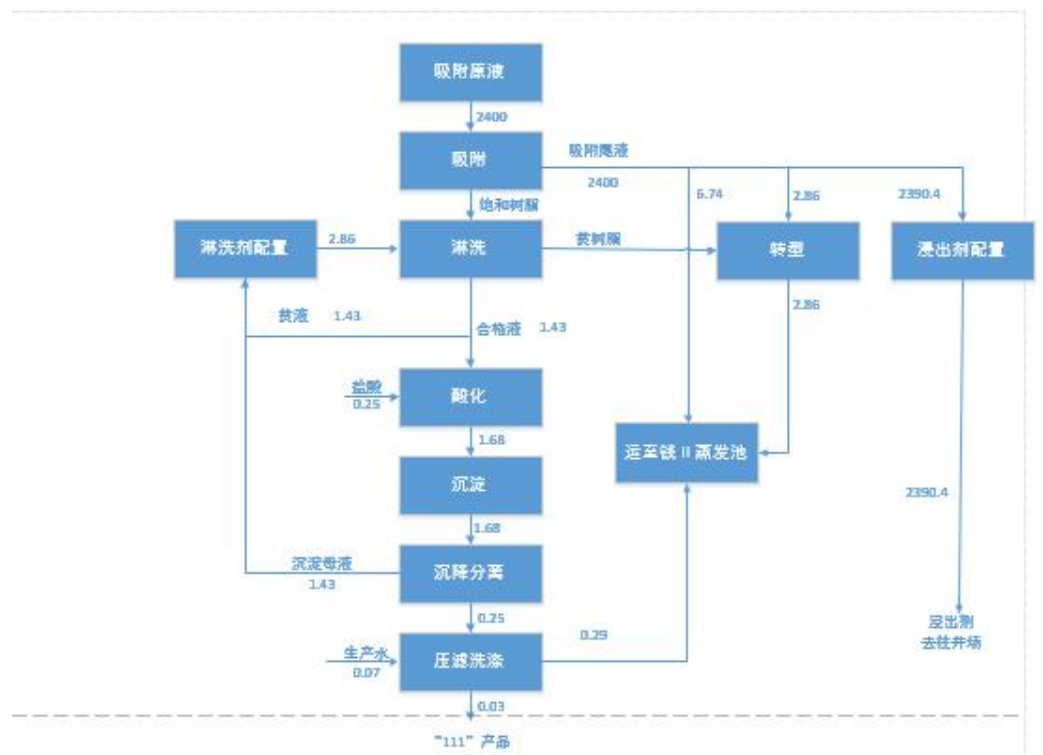 吸附原液
2400
吸附
吸附尾液
2400
6.74
2.86
2390.4
饱和树脂
淋洗剂配置
2.86
淋洗
贫树脂
转型
浸出剂配置
2.86
贫液 1.43
合格液 1.43
盐酸
0.25
酸化
1.68
运至钱II蒸发池
沉淀
2390.4
1.68
沉淀母液
1.43
沉降分离
0.25
0.29
浸出剂
去往井场
生产水
0.07
压滤洗涤
0.03
“111”产品